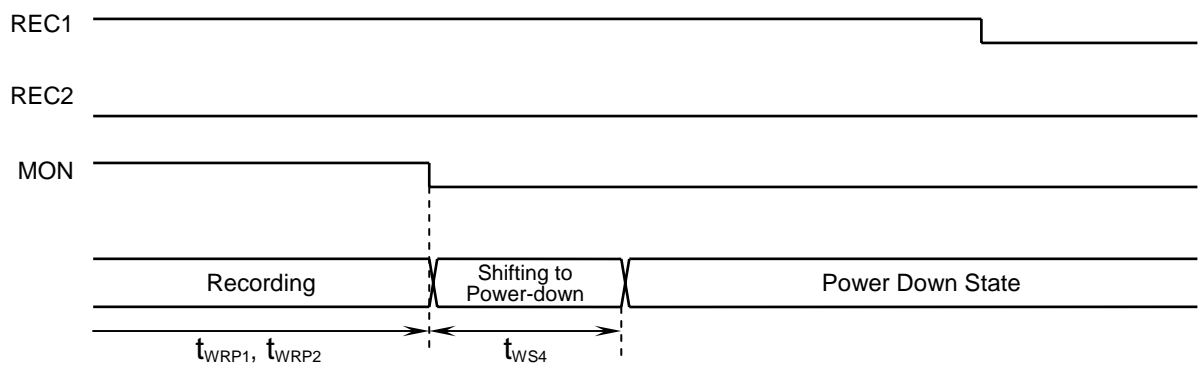 REC1
REC2
MON
Recording
Shifting to
Power-down
Power Down State
tWRP1, tWRP2
tWS4